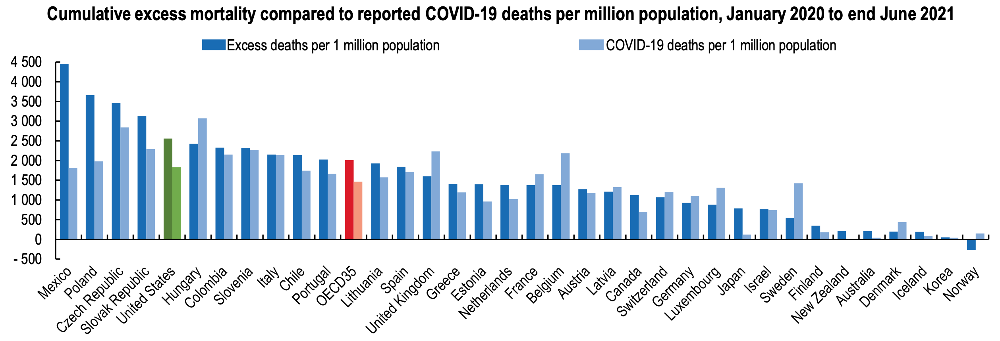 Cumulative excess mortality compared to reported COVID-19 deaths per million population, January 2020 to end June 2021
Excess deaths per 1 million population
COVID-19 deaths per 1 million population
4 500
4 000
3 500
3 000
2 500
2 000
1 500
1 000
500
0
- 500
Mexico
Poland
Czech Republic
Slovak Republic
United States
Hungary
Colombia
Slovenia
Italy
Chile
Portugal
OECD35
Lithuania
Spain
United Kingdom
Greece
Estonia
Netherlands
France
Belgium
Austria
Latvia
Canada
Switzerland
Germany
Luxembourg
Japan
Israel
Sweden
Finland
New Zealand
Australia
Denmark
Iceland
Korea
Norway